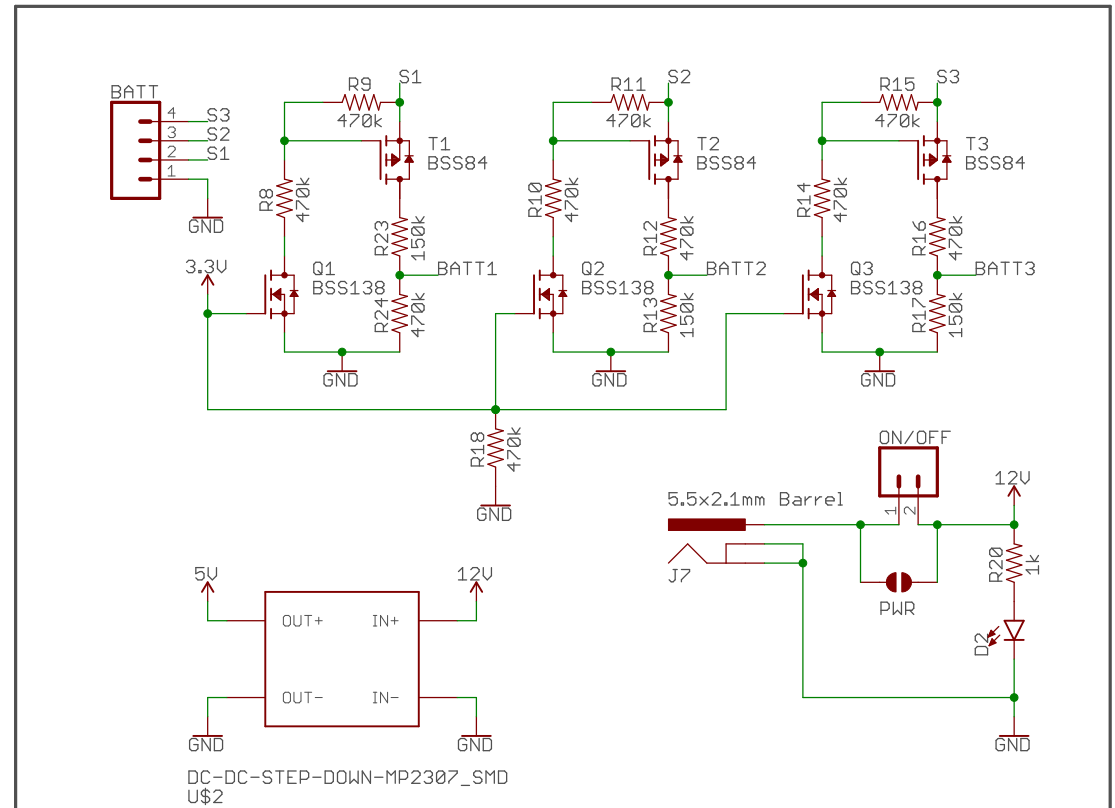 BATT
4 S3
3 S2
2 S1
1
GND
3.3V
R9
470k
S1
T1
BSS84
R8
470k
R23
150k
Q1
BSS138
BATT1
R24
470k
GND
R11
470k
S2
T2
BSS84
R10
470k
R12
470k
Q2
BSS138
BATT2
R13
150k
GND
R15
470k
S3
T3
BSS84
R14
470k
R16
470k
Q3
BSS138
BATT3
R17
150k
GND
R18
470k
GND
ON/OFF
1
2
12V
5.5x2.1mm Barrel
J7
PWR
R20
1k
D2
GND
5V
12V
OUT+ IN+
OUT- IN-
GND
GND
DC-DC-STEP-DOWN-MP2307_SMD
U$2